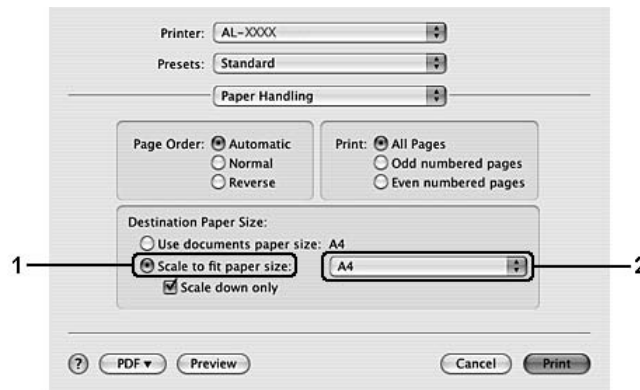 Printer: AL-XXXX
Presets: Standard
Paper Handling
Page Order: Automatic
Normal
Reverse
Print: All Pages
Odd numbered pages
Even numbered pages
Destination Paper Size:
Use documents paper size: A4
1 Scale to fit paper size: A4 2
Scale down only
? PDF Preview Cancel Print